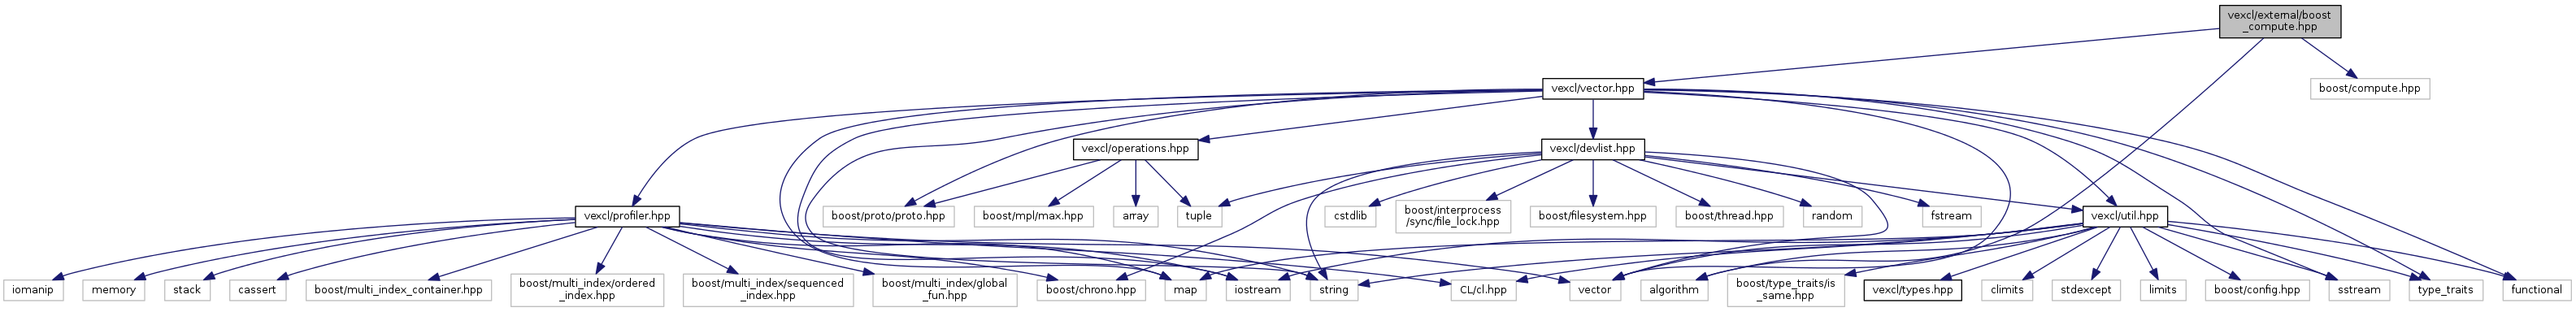 vexcl/external/boost
_compute.hpp
vexcl/vector.hpp
boost/compute.hpp
vexcl/operations.hpp
vexcl/devlist.hpp
vexcl/profiler.hpp
boost/proto/proto.hpp
boost/mpl/max.hpp
array
tuple
cstdlib
boost/interprocess
/sync/file_lock.hpp
boost/filesystem.hpp
boost/thread.hpp
random
fstream
vexcl/util.hpp
iomanip
memory
stack
cassert
boost/multi_index_container.hpp
boost/multi_index/ordered
_index.hpp
boost/multi_index/sequenced
_index.hpp
boost/multi_index/global
_fun.hpp
boost/chrono.hpp
map
iostream
string
CL/cl.hpp
vector
algorithm
boost/type_traits/is
_same.hpp
vexcl/types.hpp
climits
stdexcept
limits
boost/config.hpp
sstream
type_traits
functional